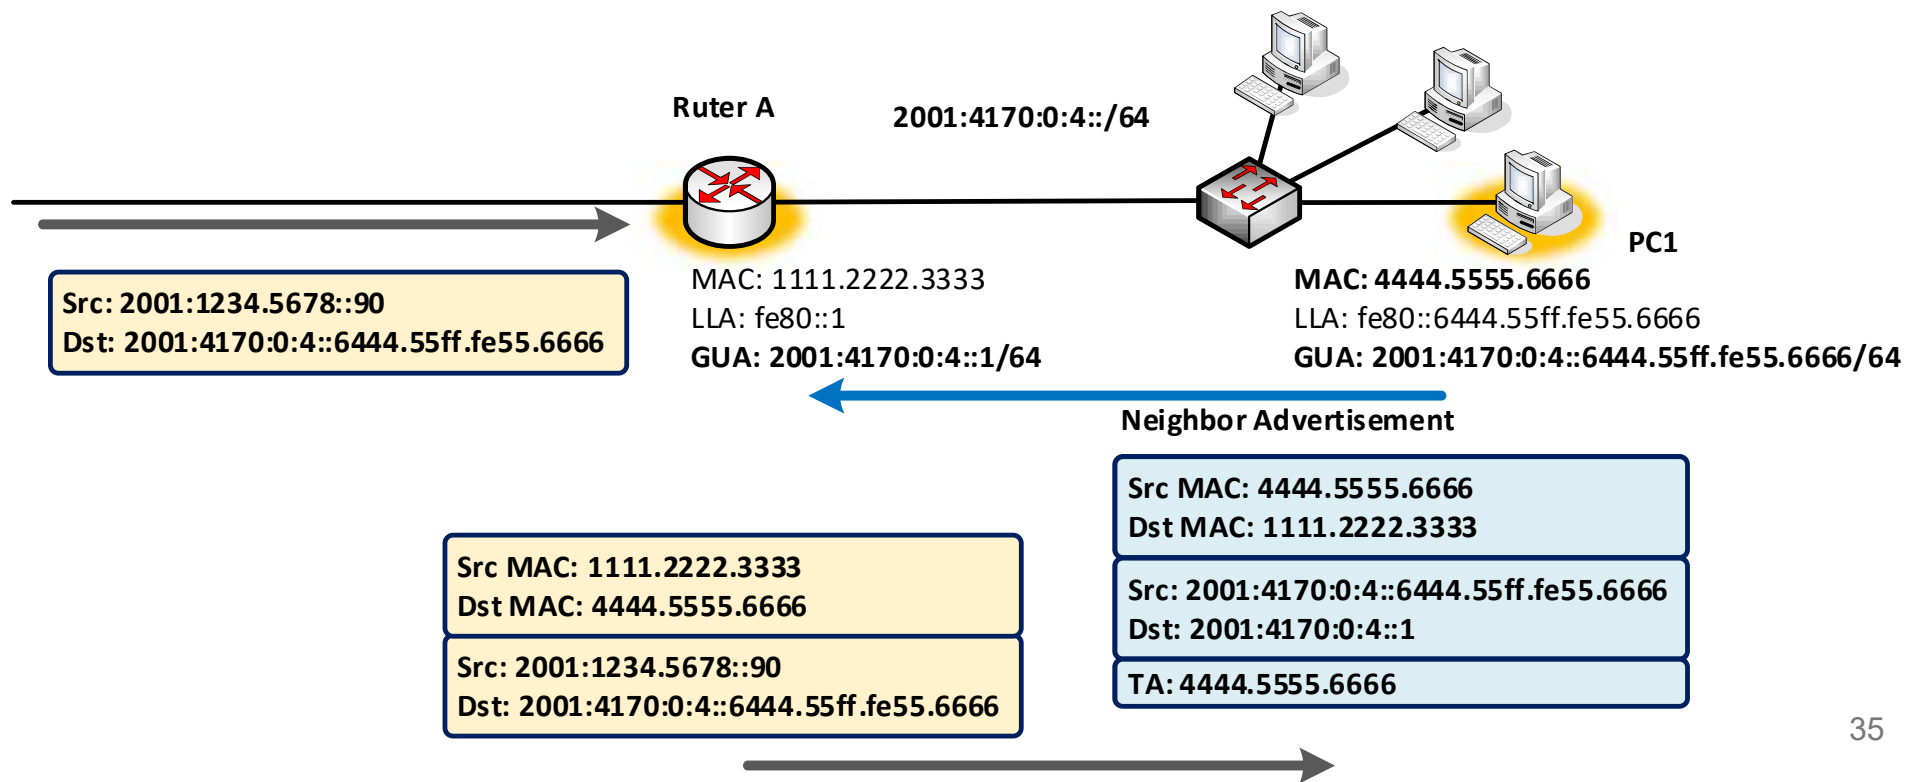 Ruter A
2001:4170:0:4::/64
PC1
MAC: 1111.2222.3333
LLA: fe80::1
GUA: 2001:4170:0:4::1/64
MAC: 4444.5555.6666
LLA: fe80::6444.55ff.fe55.6666
GUA: 2001:4170:0:4::6444.55ff.fe55.6666/64
Src: 2001:1234.5678::90
Dst: 2001:4170:0:4::6444.55ff.fe55.6666
Neighbor Advertisement
Src MAC: 4444.5555.6666
Dst MAC: 1111.2222.3333
Src: 2001:4170:0:4::6444.55ff.fe55.6666
Dst: 2001:4170:0:4::1
TA: 4444.5555.6666
Src MAC: 1111.2222.3333
Dst MAC: 4444.5555.6666
Src: 2001:1234.5678::90
Dst: 2001:4170:0:4::6444.55ff.fe55.6666
35